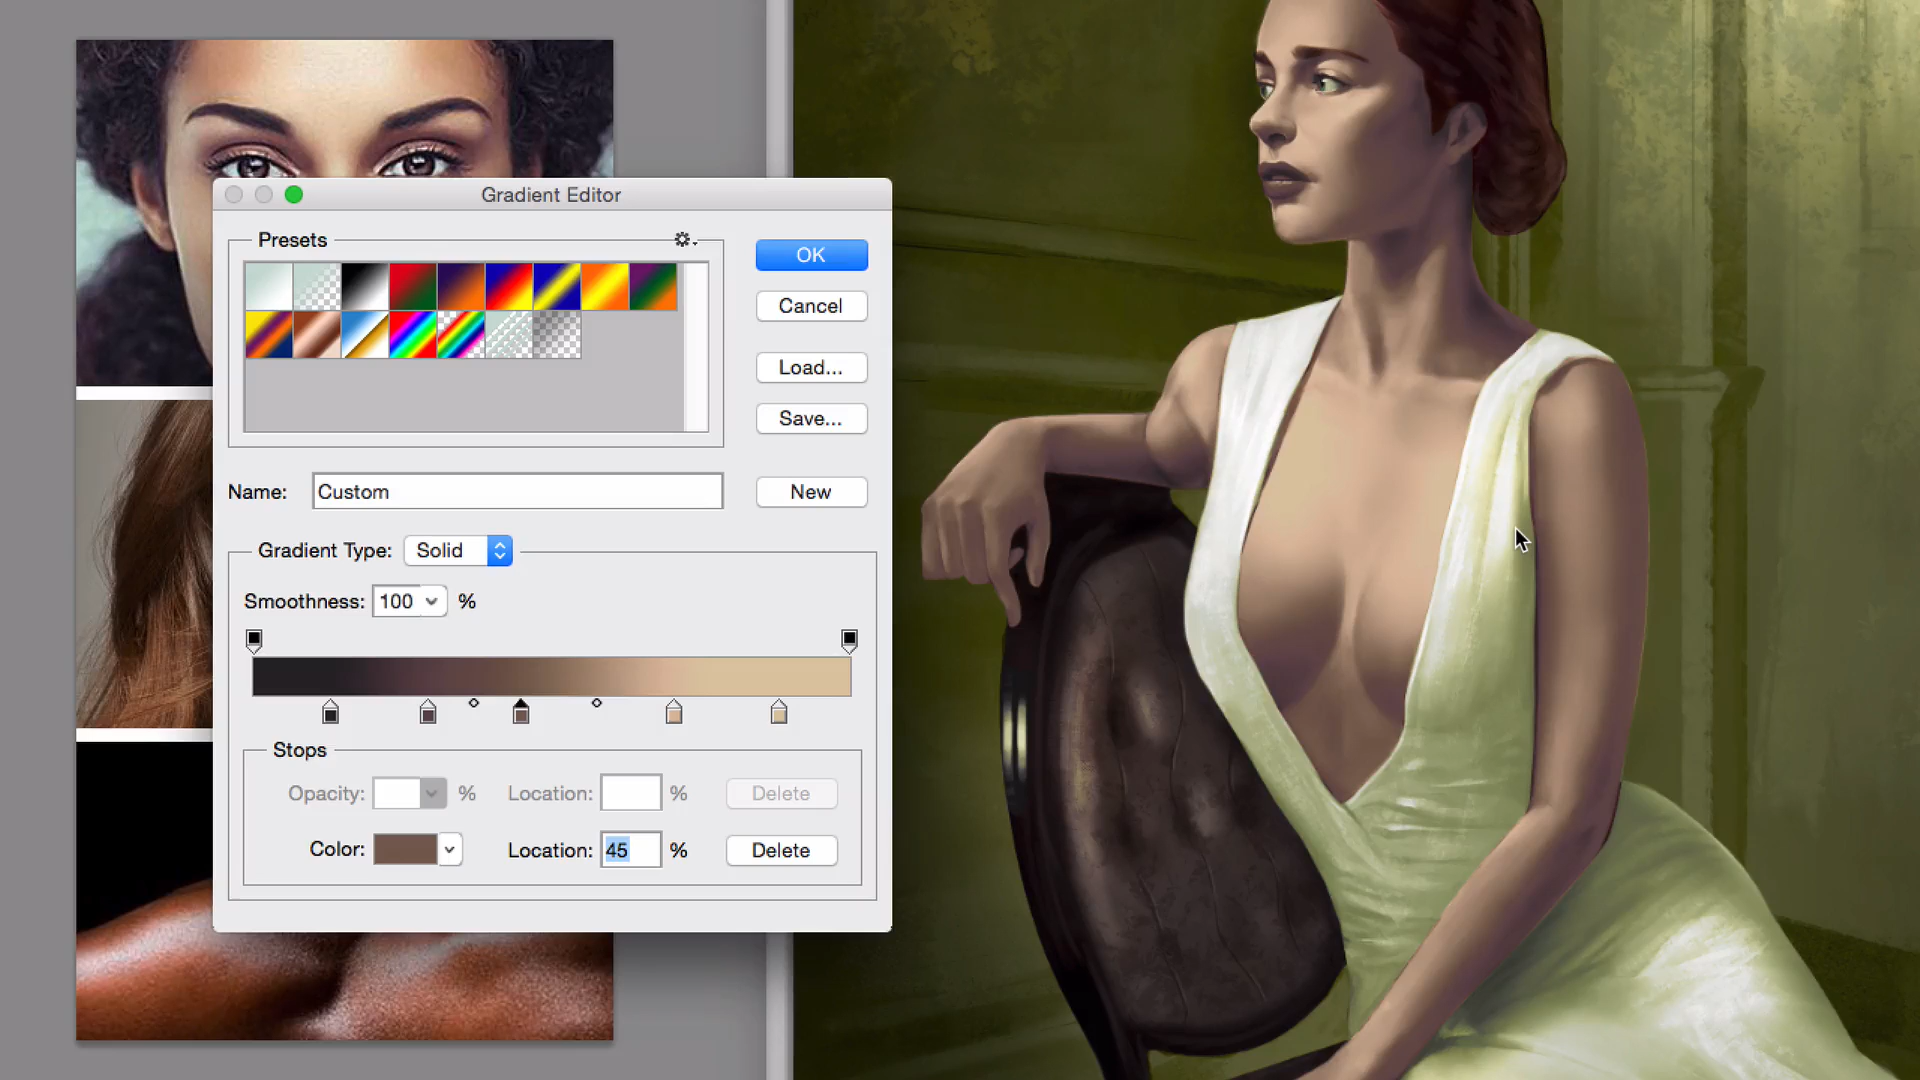 Gradient Editor
Presets
OK
Cancel
Load...
Save...
Name: Custom
New
Gradient Type: Solid
Smoothness: 100 %
Stops
Opacity: % Location: % Delete
Color: Location: 45 % Delete